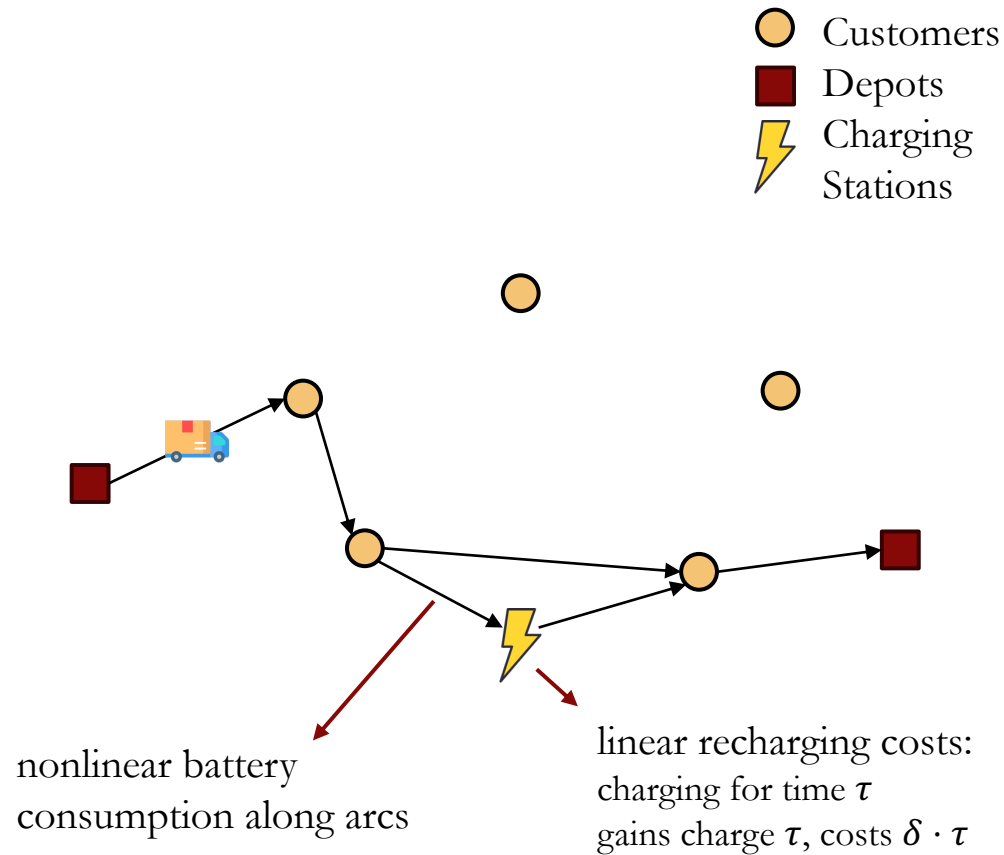 Customers
Depots
Charging
Stations
nonlinear battery
consumption along arcs
linear recharging costs:
charging for time 𝜏
gains charge 𝜏, costs 𝛿 · 𝜏